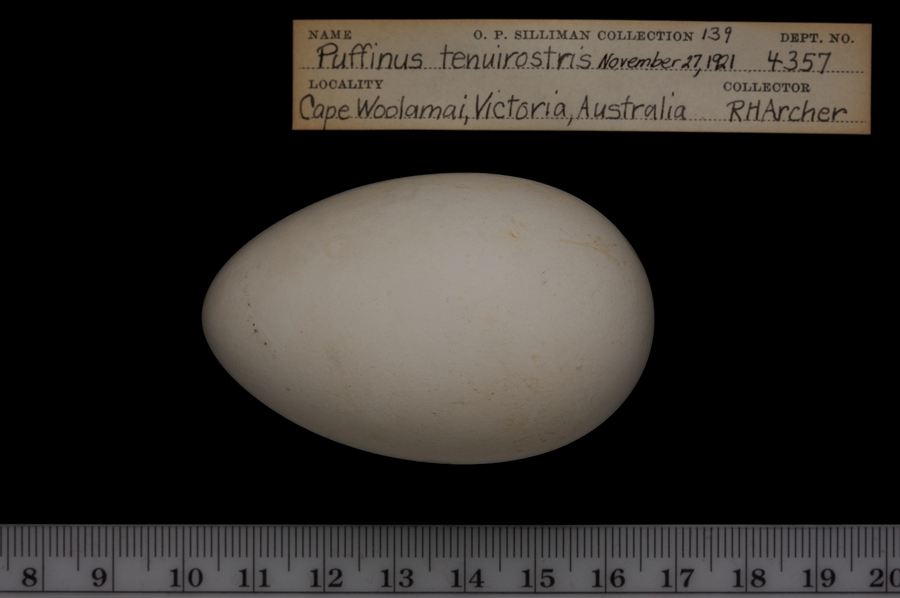 NAME O. P. SILLIMAN COLLECTION 139 DEPT. NO.
Puffinus tenuirostris November 27, 1921 4357
LOCALITY COLLECTOR
Cape Woolamai, Victoria, Australia RHArcher
8 9 10 11 12 13 14 15 16 17 18 19 20